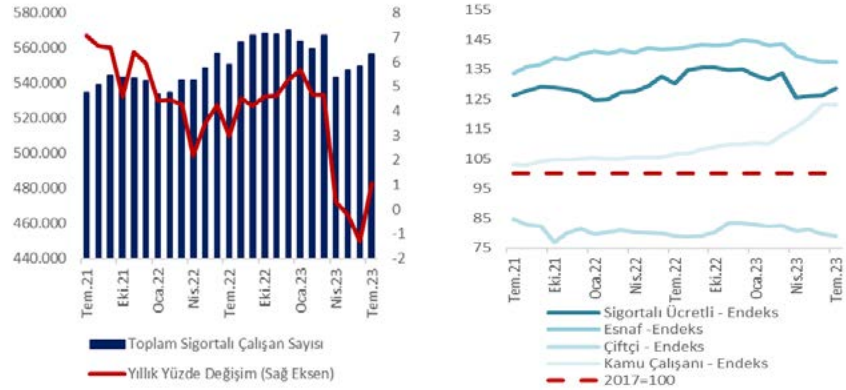 580.000
560.000
540.000
520.000
500.000
480.000
460.000
440.000
8
7
6
5
4
3
2
1
0
-1
-2
Tem.21
Eki.21
Oca.22
Nis.22
Tem.22
Eki.22
Oca.23
Nis.23
Tem.23
Toplam Sigortalı Çalışan Sayısı
Yıllık Yüzde Değişim (Sağ Eksen)
155
145
135
125
115
105
95
85
75
Tem.21
Eki.21
Oca.22
Nis.22
Tem.22
Eki.22
Oca.23
Nis.23
Tem.23
Sigortalı Ücretli - Endeks
Esnaf -Endeks
Çiftçi - Endeks
Kamu Çalışanı - Endeks
2017=100